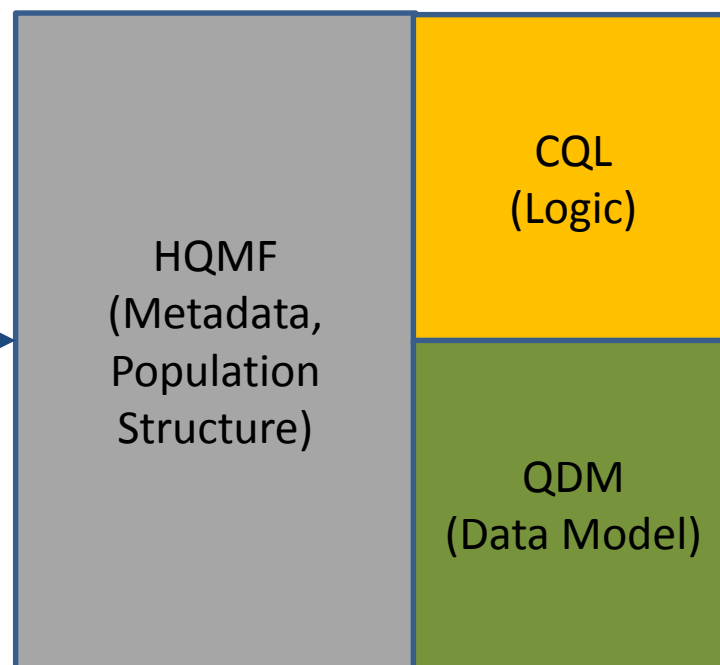 HQMF
(Metadata,
Population
Structure)
CQL
(Logic)
QDM
(Data Model)